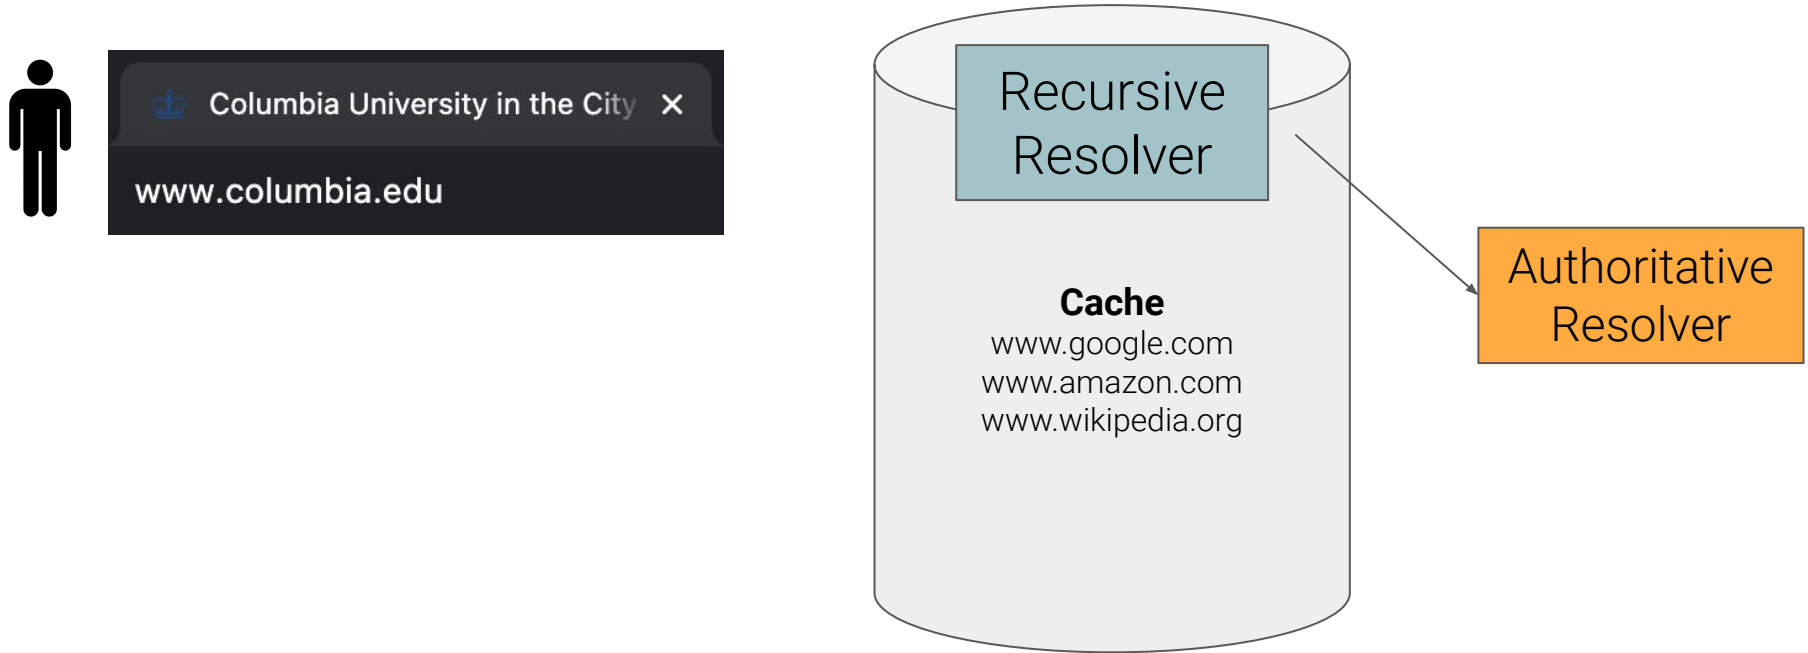 Columbia University in the City
www.columbia.edu
Recursive
Resolver
Cache
www.google.com
www.amazon.com
www.wikipedia.org
Authoritative
Resolver